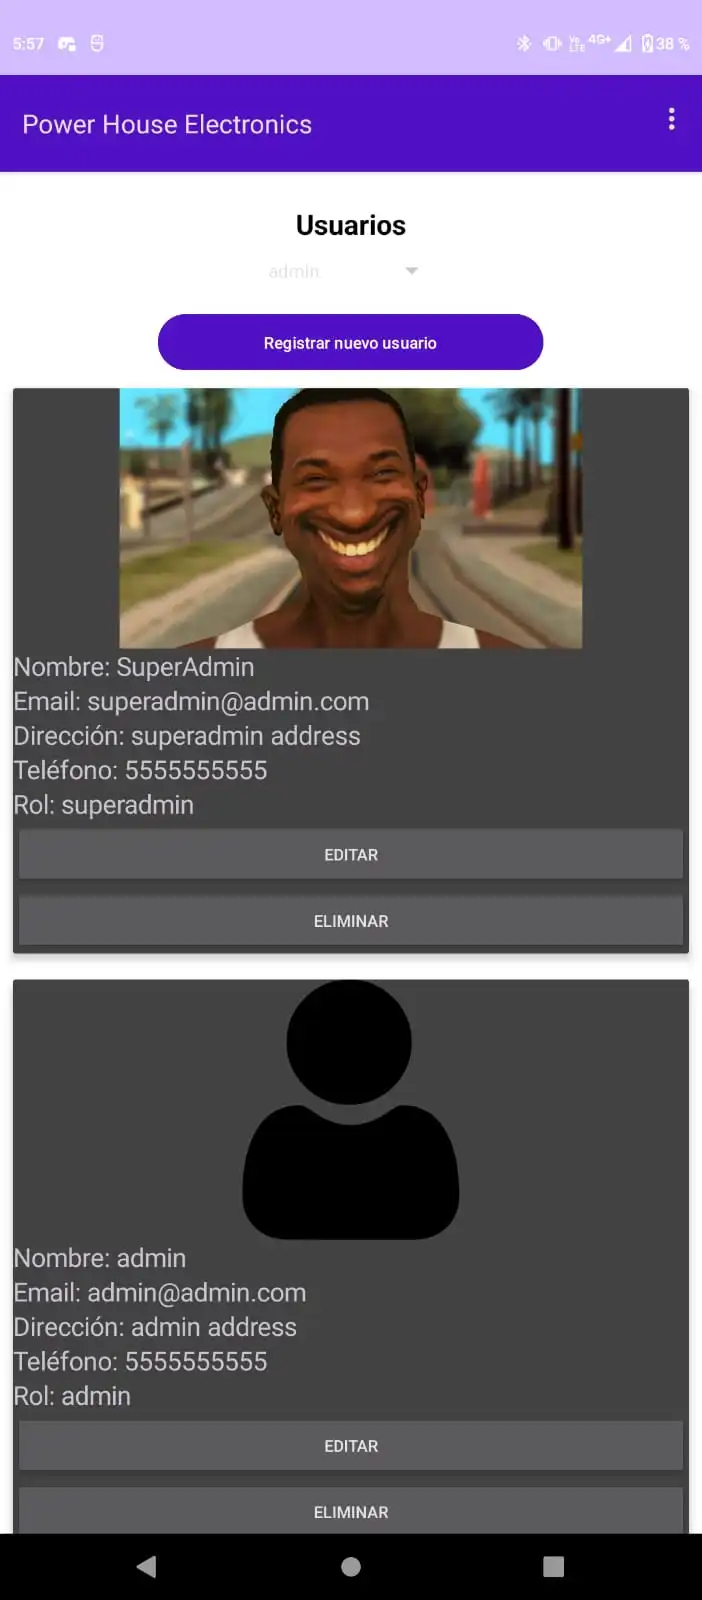 5:57
Vo LTE 4G+ 38 %
Power House Electronics
Usuarios
admin
Registrar nuevo usuario
Nombre: SuperAdmin
Email: superadmin@admin.com
Dirección: superadmin address
Teléfono: 5555555555
Rol: superadmin
EDITAR
ELIMINAR
Nombre: admin
Email: admin@admin.com
Dirección: admin address
Teléfono: 5555555555
Rol: admin
EDITAR
ELIMINAR